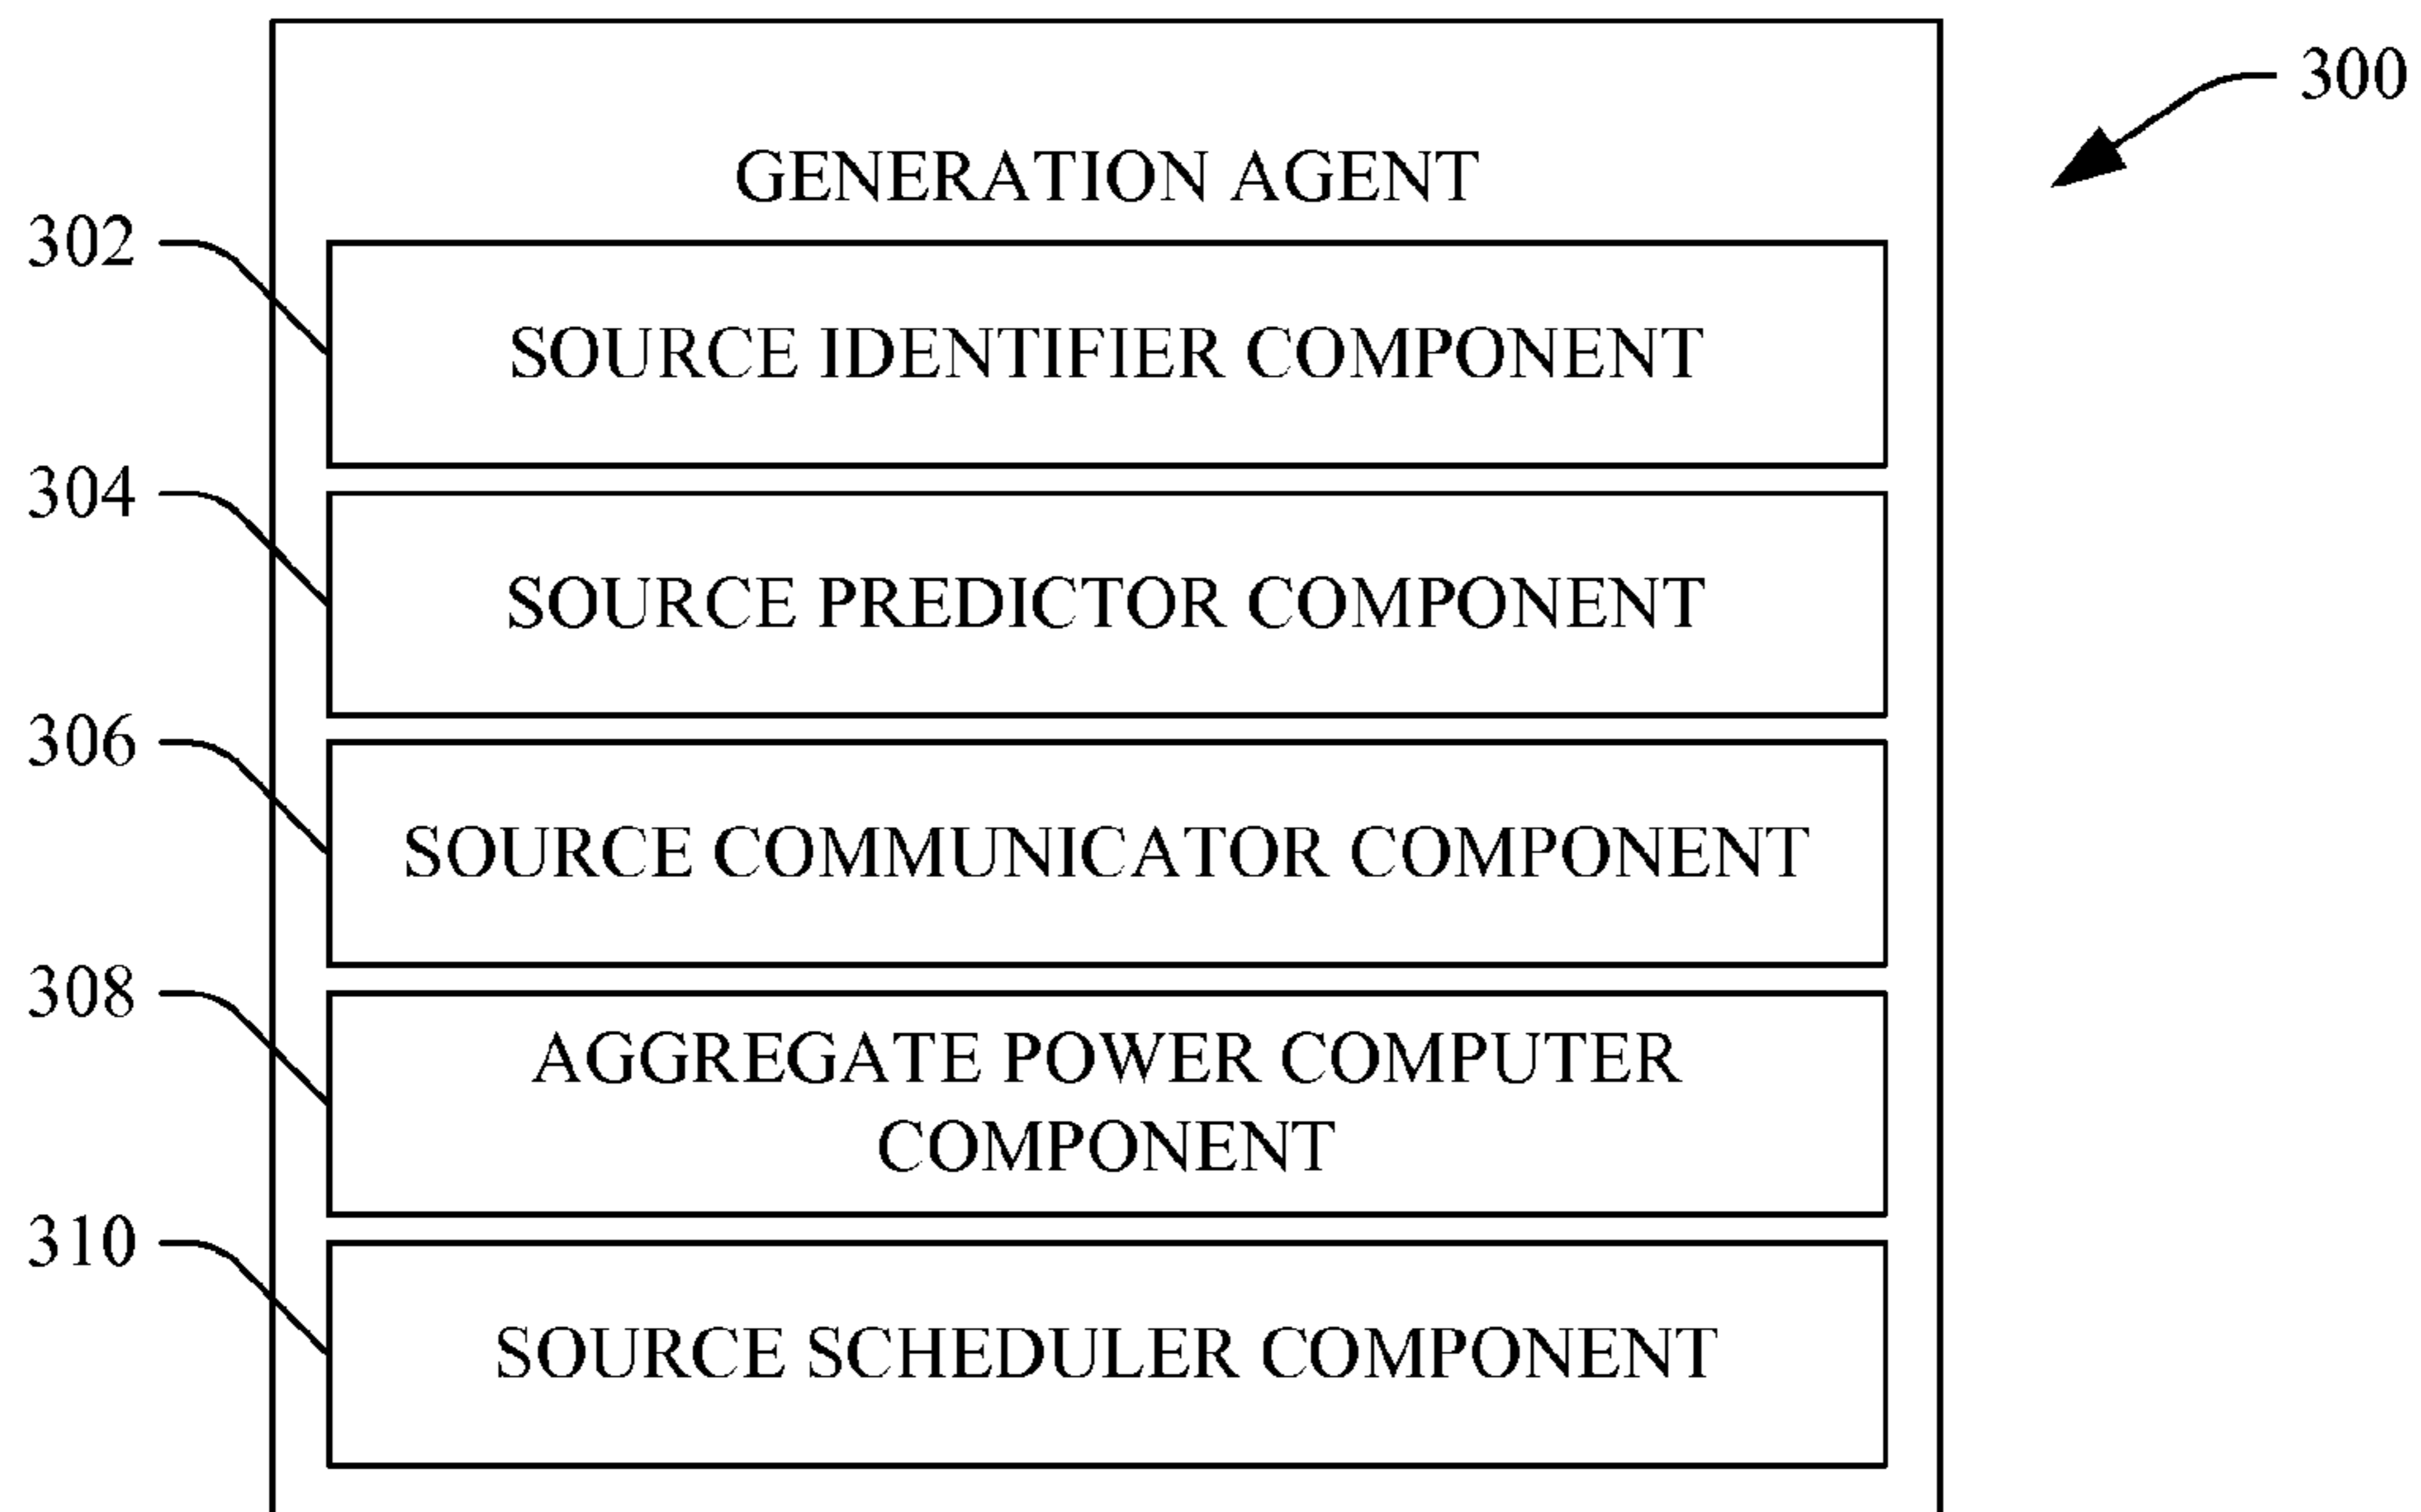 300
GENERATION AGENT
302
SOURCE IDENTIFIER COMPONENT
304
SOURCE PREDICTOR COMPONENT
306
SOURCE COMMUNICATOR COMPONENT
308
AGGREGATE POWER COMPUTER
COMPONENT
310
SOURCE SCHEDULER COMPONENT